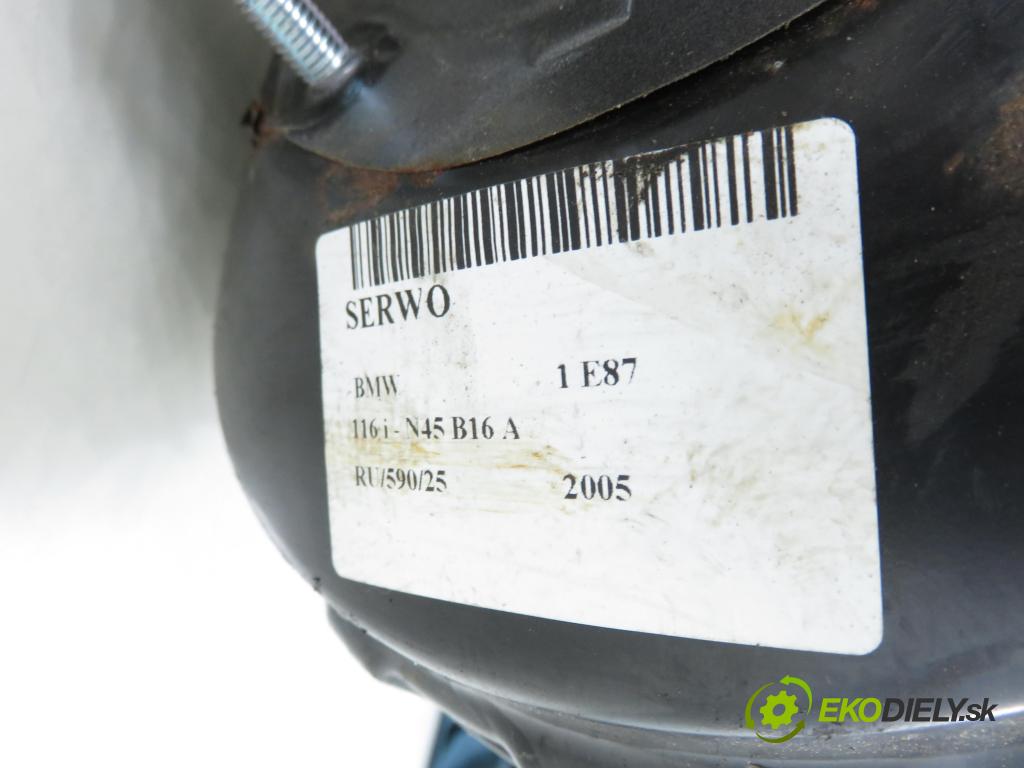 SERWO
BMW 1 E87
116 i - N45 B16 A
RU/590/25 2005
EKODIELY.sk